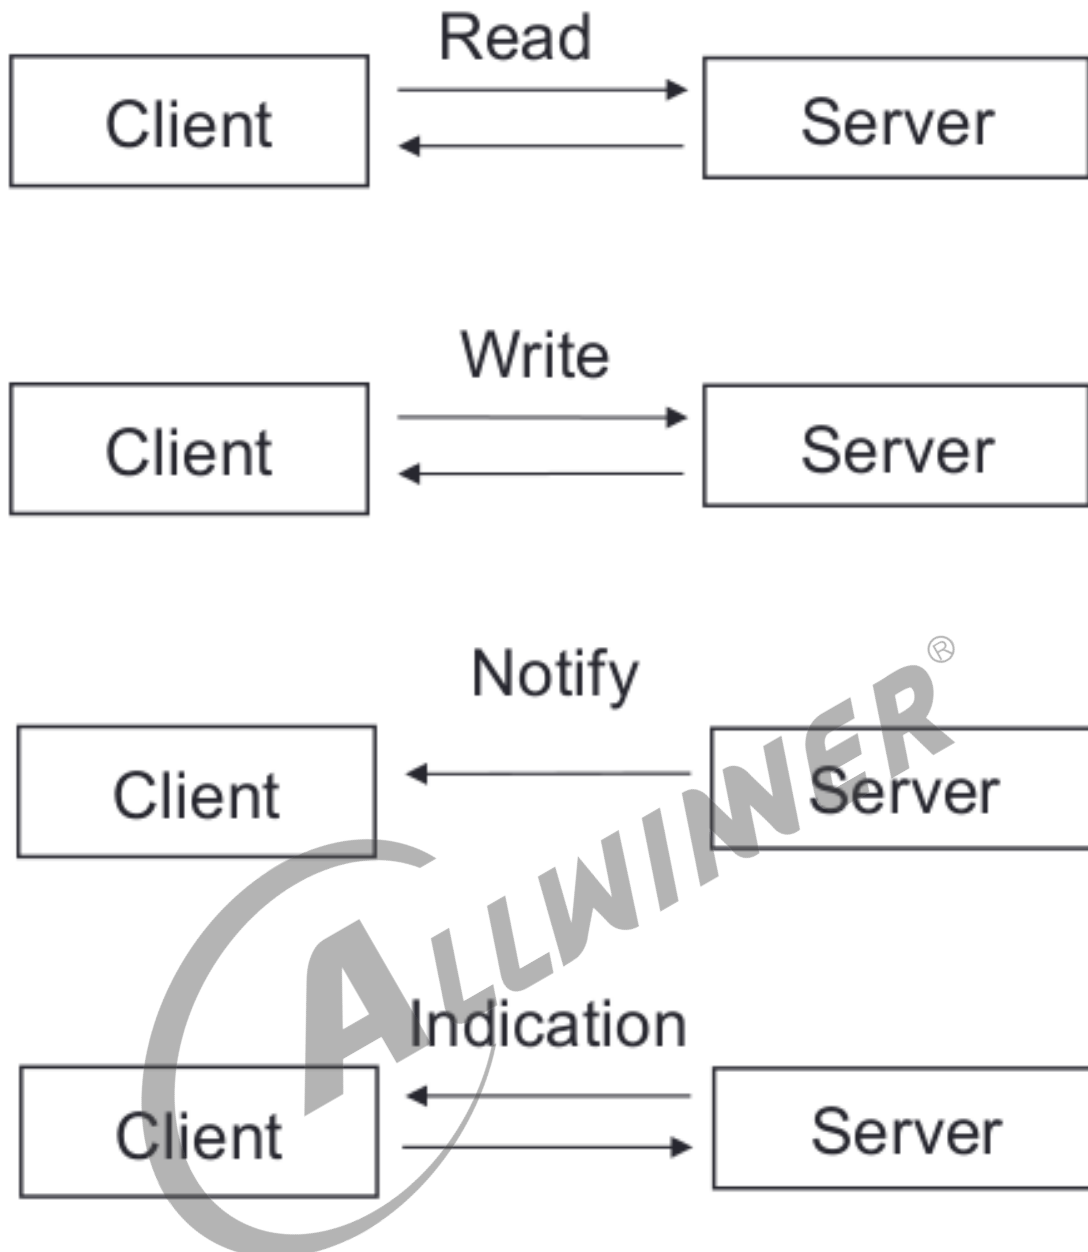 Read
Client
Server
Write
Client
Server
Notify
Client
Server
ALLWINNER®
Indication
Client
Server